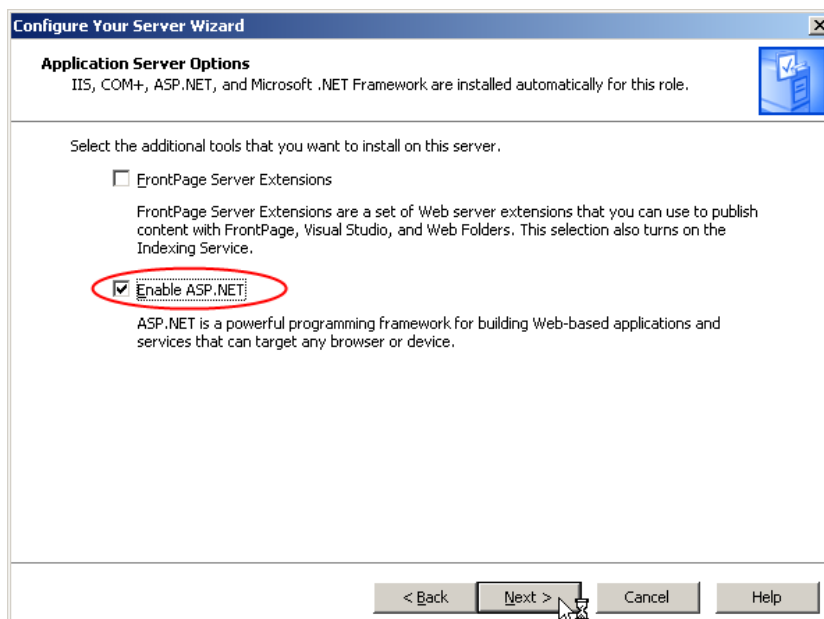 Configure Your Server Wizard
Application Server Options
IIS, COM+, ASP.NET, and Microsoft .NET Framework are installed automatically for this role.
Select the additional tools that you want to install on this server.
FrontPage Server Extensions
FrontPage Server Extensions are a set of Web server extensions that you can use to publish
content with FrontPage, Visual Studio, and Web Folders. This selection also turns on the
Indexing Service.
Enable ASP.NET
ASP.NET is a powerful programming framework for building Web-based applications and
services that can target any browser or device.
< Back Next > Cancel Help